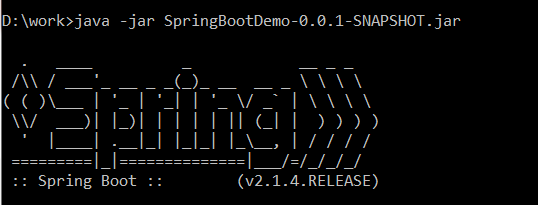 D:\work>java -jar SpringBootDemo-0.0.1-SNAPSHOT.jar
  .   ____          _            __ _ _
 /\\ / ___'_ __ _ _(_)_ __  __ _ \ \ \ \
( ( )\___ | '_ | '_| | '_ \/ _` | \ \ \ \
 \\/  ___)| |_)| | | | | || (_| |  ) ) ) )
  '  |____| .__|_| |_|_| |_\__, | / / / /
 =========|_|==============|___/=/_/_/_/
 :: Spring Boot ::        (v2.1.4.RELEASE)